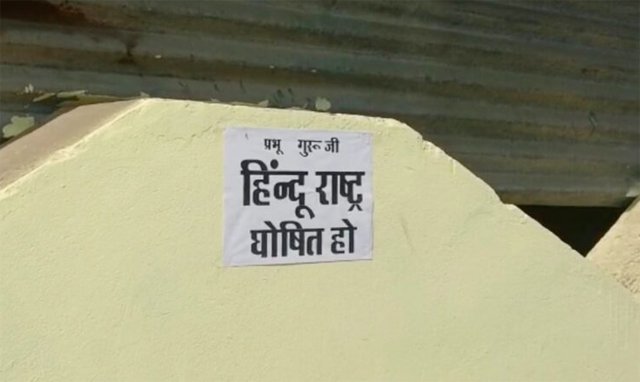 प्रभू गुरू जी
हिंन्दू राष्ट्र
घोषित हो